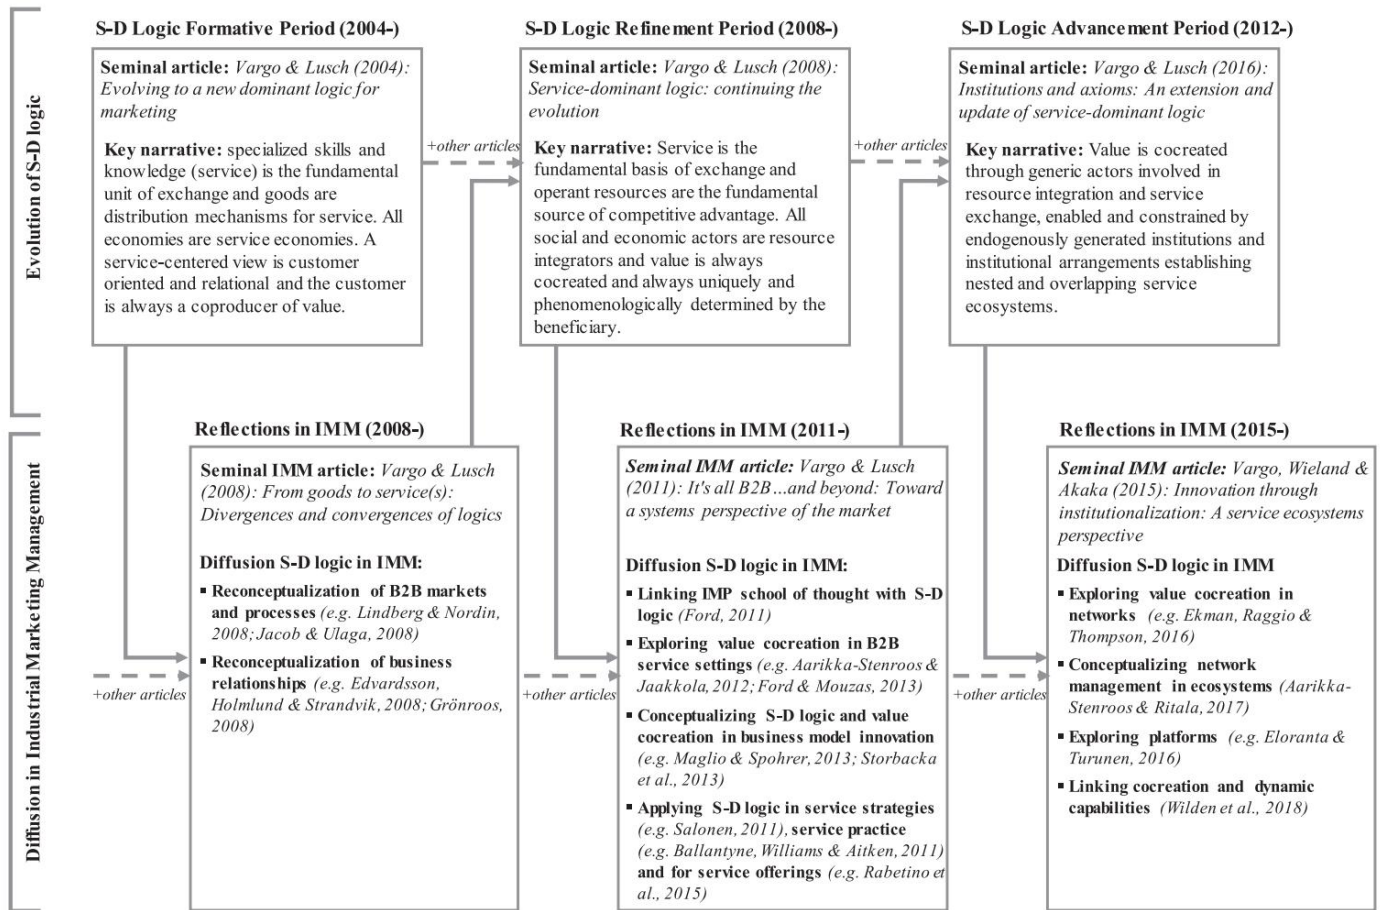 Evolution of S-D logic
S-D Logic Formative Period (2004-)
Seminal article: Vargo & Lusch (2004):
Evolving to a new dominant logic for
marketing
Key narrative: specialized skills and
knowledge (service) is the fundamental
unit of exchange and goods are
distribution mechanisms for service. All
economies are service economies. A
service-centered view is customer
oriented and relational and the customer
is always a coproducer of value.
+other articles
S-D Logic Refinement Period (2008-)
Seminal article: Vargo & Lusch (2008):
Service-dominant logic: continuing the
evolution
Key narrative: Service is the
fundamental basis of exchange and
operant resources are the fundamental
source of competitive advantage. All
social and economic actors are resource
integrators and value is always
cocreated and always uniquely and
phenomenologically determined by the
beneficiary.
+other articles
S-D Logic Advancement Period (2012-)
Seminal article: Vargo & Lusch (2016):
Institutions and axioms: An extension and
update of service-dominant logic
Key narrative: Value is cocreated
through generic actors involved in
resource integration and service
exchange, enabled and constrained by
endogenously generated institutions and
institutional arrangements establishing
nested and overlapping service
ecosystems.
Diffusion in Industrial Marketing Management
+other articles
Reflections in IMM (2008-)
Seminal IMM article: Vargo & Lusch
(2008): From goods to service(s):
Divergences and convergences of logics
Diffusion S-D logic in IMM:
▪ Reconceptualization of B2B markets
and processes (e.g. Lindberg & Nordin,
2008; Jacob & Ulaga, 2008)
▪ Reconceptualization of business
relationships (e.g. Edvardsson,
Holmlund & Strandvik, 2008; Grönroos,
2008)
+other articles
Reflections in IMM (2011-)
Seminal IMM article: Vargo & Lusch
(2011): It's all B2B...and beyond: Toward
a systems perspective of the market
Diffusion S-D logic in IMM:
▪ Linking IMP school of thought with S-D
logic (Ford, 2011)
▪ Exploring value cocreation in B2B
service settings (e.g. Aarikka-Stenroos &
Jaakkola, 2012; Ford & Mouzas, 2013)
▪ Conceptualizing S-D logic and value
cocreation in business model innovation
(e.g. Maglio & Spohrer, 2013; Storbacka
et al., 2013)
▪ Applying S-D logic in service strategies
(e.g. Salonen, 2011), service practice
(e.g. Ballantyne, Williams & Aitken, 2011)
and for service offerings (e.g. Rabetino et
al., 2015)
+other articles
Reflections in IMM (2015-)
Seminal IMM article: Vargo, Wieland &
Akaka (2015): Innovation through
institutionalization: A service ecosystems
perspective
Diffusion S-D logic in IMM
▪ Exploring value cocreation in
networks (e.g. Ekman, Raggio &
Thompson, 2016)
▪ Conceptualizing network
management in ecosystems (Aarikka-
Stenroos & Ritala, 2017)
▪ Exploring platforms (e.g. Eloranta &
Turunen, 2016)
▪ Linking cocreation and dynamic
capabilities (Wilden et al., 2018)